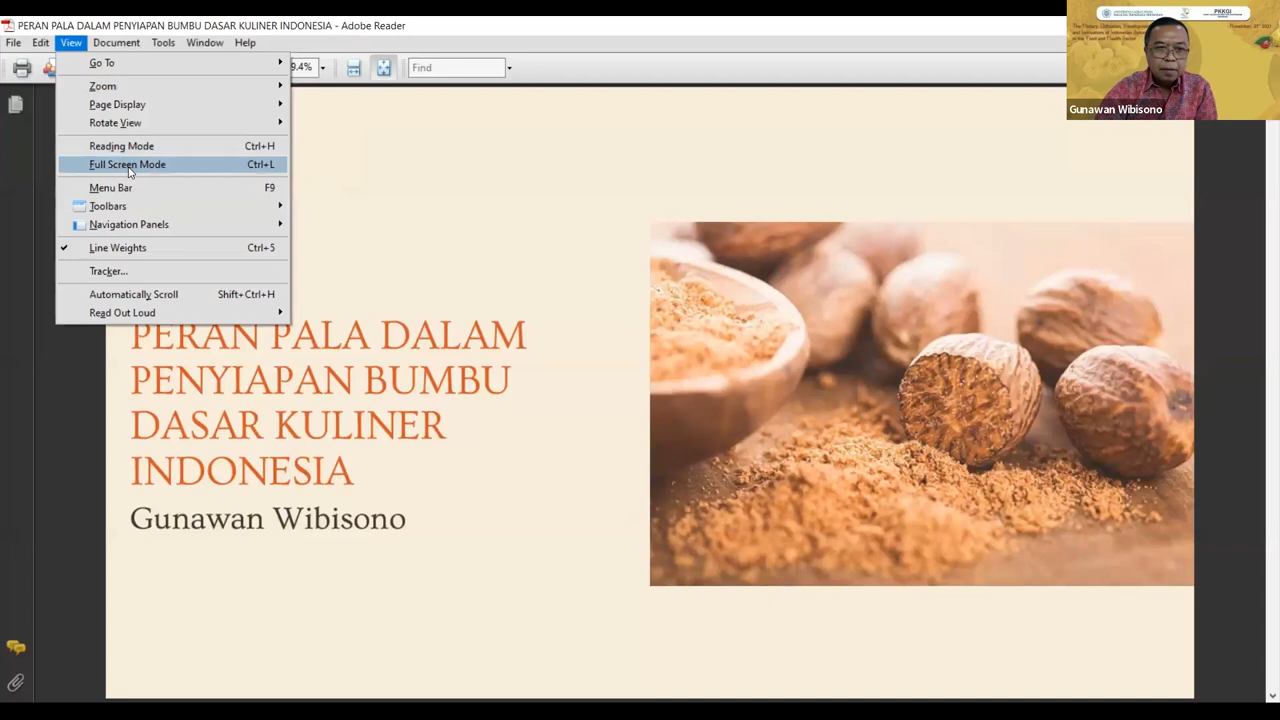 PERAN PALA DALAM PENYIAPAN BUMBU DASAR KULINER INDONESIA - Adobe Reader
File Edit View Document Tools Window Help
9.4%
Find
Go To
Zoom
Page Display
Rotate View
Reading Mode Ctrl+H
Full Screen Mode Ctrl+L
Menu Bar F9
Toolbars
Navigation Panels
Line Weights Ctrl+5
Tracker...
Automatically Scroll Shift+Ctrl+H
Read Out Loud
PERAN PALA DALAM
PENYIAPAN BUMBU
DASAR KULINER
INDONESIA
Gunawan Wibisono
PKKGI
Gunawan Wibisono